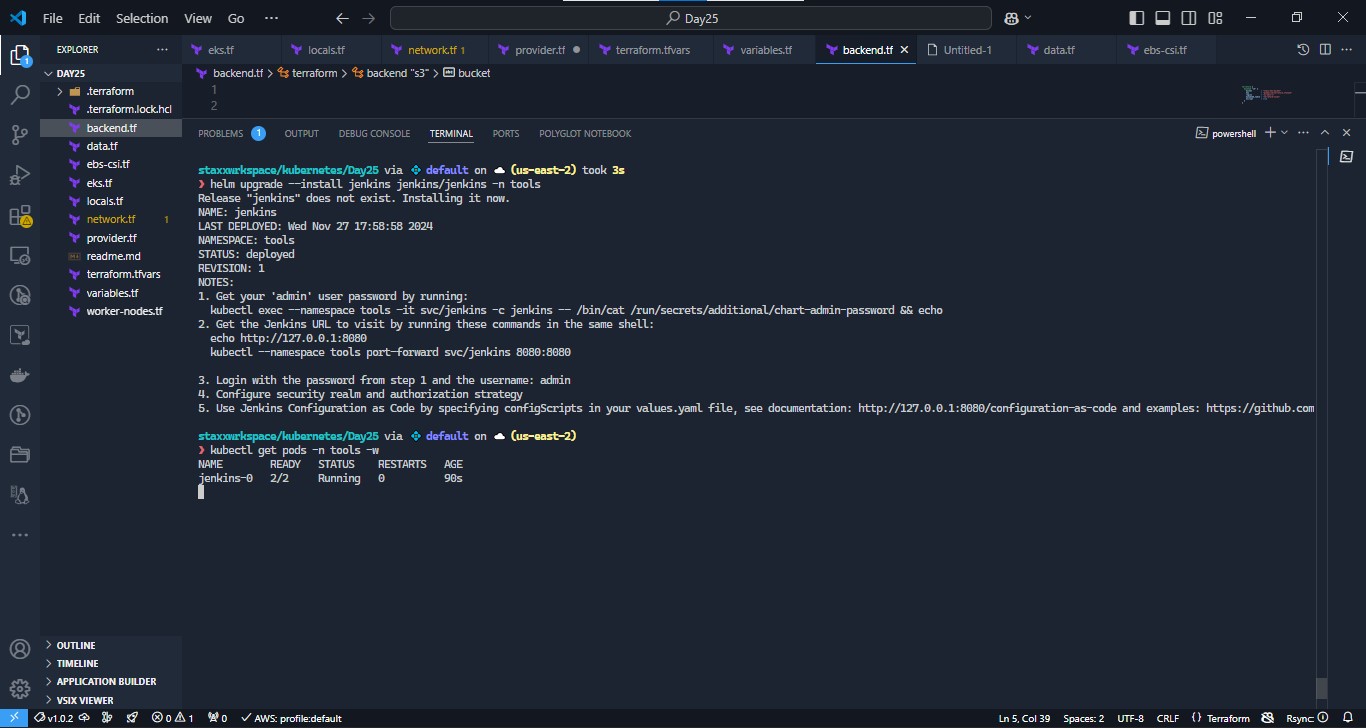 File Edit Selection View Go ··· Day25
EXPLORER ···
DAY25
.terraform
.terraform.lock.hcl
backend.tf
data.tf
ebs-csi.tf
eks.tf
locals.tf
network.tf 1
provider.tf
readme.md
terraform.tfvars
variables.tf
worker-nodes.tf
OUTLINE
TIMELINE
APPLICATION BUILDER
VSIX VIEWER
eks.tf locals.tf network.tf 1 provider.tf terraform.tfvars variables.tf backend.tf Untitled-1 data.tf ebs-csi.tf
backend.tf > terraform > backend "s3" > bucket
1
2
PROBLEMS 1 OUTPUT DEBUG CONSOLE TERMINAL PORTS POLYGLOT NOTEBOOK powershell
staxxwrkspace/kubernetes/Day25 via default on (us-east-2) took 3s
❯ helm upgrade --install jenkins jenkins/jenkins -n tools
Release "jenkins" does not exist. Installing it now.
NAME: jenkins
LAST DEPLOYED: Wed Nov 27 17:58:58 2024
NAMESPACE: tools
STATUS: deployed
REVISION: 1
NOTES:
1. Get your 'admin' user password by running:
kubectl exec --namespace tools -it svc/jenkins -c jenkins -- /bin/cat /run/secrets/additional/chart-admin-password && echo
2. Get the Jenkins URL to visit by running these commands in the same shell:
echo http://127.0.0.1:8080
kubectl --namespace tools port-forward svc/jenkins 8080:8080
3. Login with the password from step 1 and the username: admin
4. Configure security realm and authorization strategy
5. Use Jenkins Configuration as Code by specifying configScripts in your values.yaml file, see documentation: http://127.0.0.1:8080/configuration-as-code and examples: https://github.com
staxxwrkspace/kubernetes/Day25 via default on (us-east-2)
❯ kubectl get pods -n tools -w
NAME READY STATUS RESTARTS AGE
jenkins-0 2/2 Running 0 90s
v1.0.2 0 1 0 AWS: profile:default Ln 5, Col 39 Spaces: 2 UTF-8 CRLF {} Terraform Rsync: